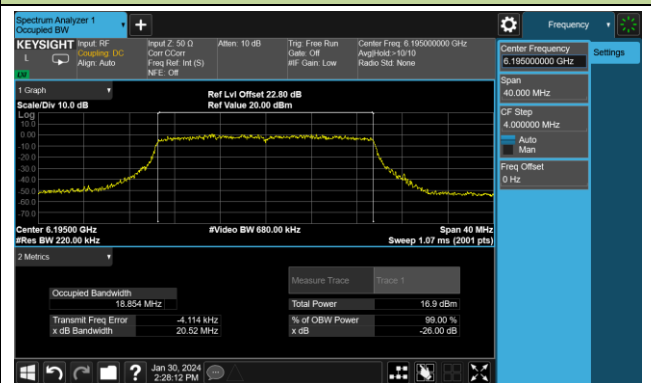 Spectrum Analyzer 1
Occupied BW
Frequency
KEYSIGHT
L
Input: RF
Coupling: DC
Align: Auto
Input Z: 50 Ω
Corr CCorr
Freq Ref: Int (S)
NFE: Off
Atten: 10 dB
Trig: Free Run
Gate: Off
#IF Gain: Low
Center Freq: 6.195000000 GHz
Avg|Hold:>10/10
Radio Std: None
Center Frequency
6.195000000 GHz
Settings
Span
40.000 MHz
CF Step
4.000000 MHz
Auto
Man
Freq Offset
0 Hz
1 Graph
Scale/Div 10.0 dB
Ref Lvl Offset 22.80 dB
Ref Value 20.00 dBm
Log
10.0
0.00
-10.0
-20.0
-30.0
-40.0
-50.0
-60.0
-70.0
Center 6.19500 GHz
#Res BW 220.00 kHz
#Video BW 680.00 kHz
Span 40 MHz
Sweep 1.07 ms (2001 pts)
2 Metrics
Measure Trace
Trace 1
Occupied Bandwidth
18.854 MHz
Total Power
16.9 dBm
Transmit Freq Error
-4.114 kHz
% of OBW Power
99.00 %
x dB Bandwidth
20.52 MHz
x dB
-26.00 dB
?
Jan 30, 2024
2:28:12 PM